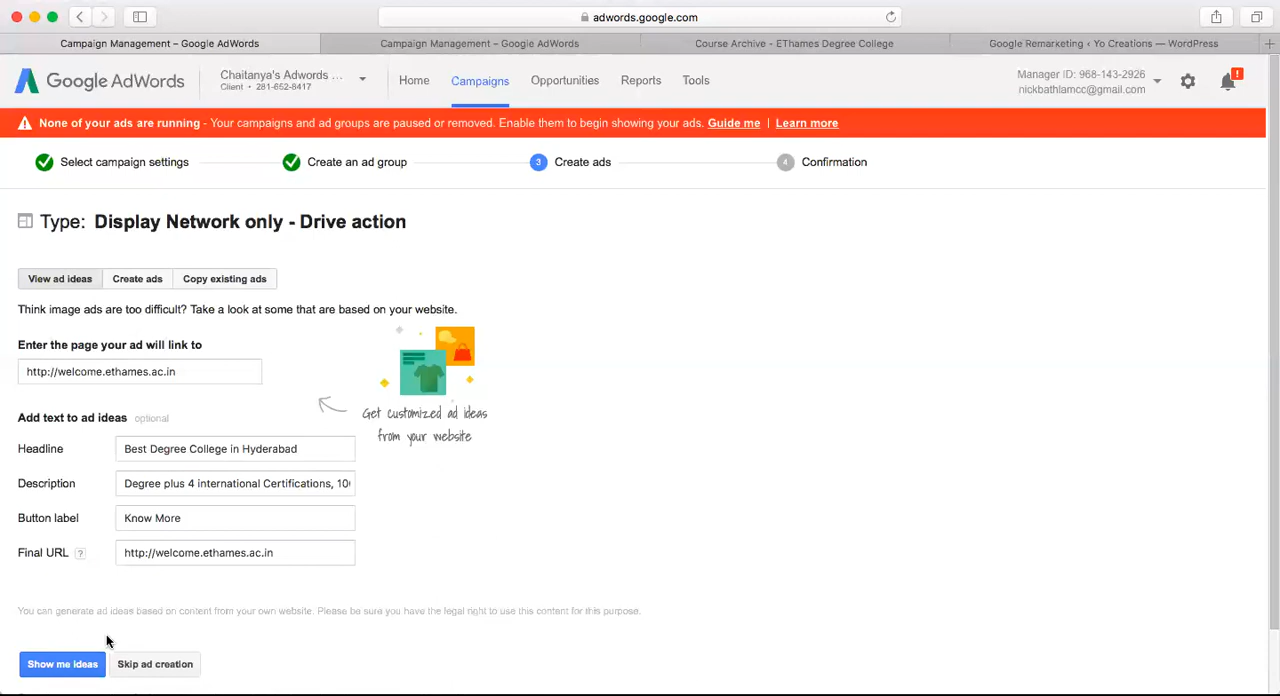 adwords.google.com
Campaign Management – Google AdWords
Campaign Management – Google AdWords
Course Archive - EThames Degree College
Google Remarketing ‹ Yo Creations — WordPress
Google AdWords
Chaitanya's Adwords ...
Client • 281-652-8417
Home
Campaigns
Opportunities
Reports
Tools
Manager ID: 968-143-2926
nickbathlamcc@gmail.com
!
None of your ads are running - Your campaigns and ad groups are paused or removed. Enable them to begin showing your ads. Guide me | Learn more
Select campaign settings
Create an ad group
3 Create ads
4 Confirmation
Type: Display Network only - Drive action
View ad ideas
Create ads
Copy existing ads
Think image ads are too difficult? Take a look at some that are based on your website.
Enter the page your ad will link to
http://welcome.ethames.ac.in
Get customized ad ideas
from your website
Add text to ad ideas optional
Headline
Best Degree College in Hyderabad
Description
Degree plus 4 international Certifications, 10
Button label
Know More
Final URL ?
http://welcome.ethames.ac.in
You can generate ad ideas based on content from your own website. Please be sure you have the legal right to use this content for this purpose.
Show me ideas
Skip ad creation